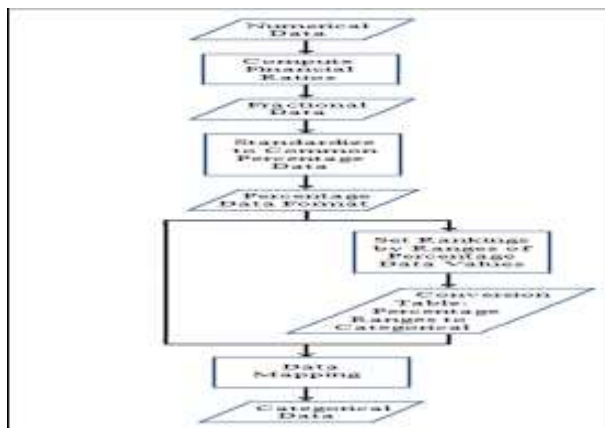 Numerical
Data
Compute
Financial
Ratios
Fractional
Data
Standardize
to Common
Percentage
Data
Percentage
Data Format
Set Rankings
by Ranges of
Percentage
Data Values
Conversion
Table:
Percentage
Ranges to
Categorical
Data
Mapping
Categorical
Data